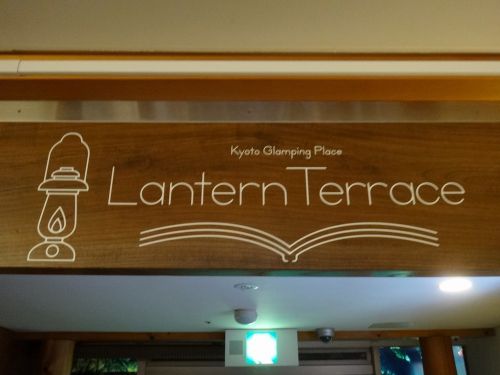 Kyoto Glamping Place
Lantern Terrace